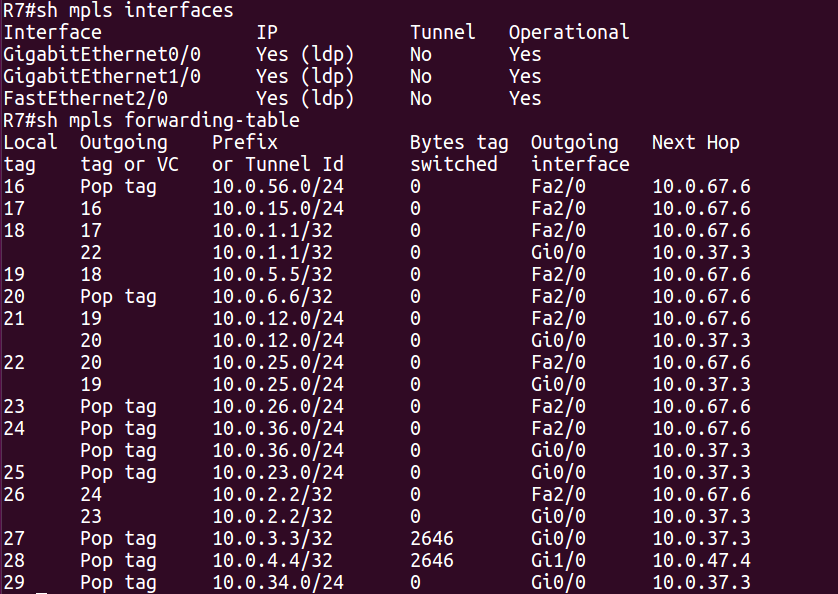 R7#sh mpls interfaces
Interface              IP            Tunnel   Operational
GigabitEthernet0/0     Yes (ldp)     No       Yes
GigabitEthernet1/0     Yes (ldp)     No       Yes
FastEthernet2/0        Yes (ldp)     No       Yes
R7#sh mpls forwarding-table
Local  Outgoing    Prefix            Bytes tag  Outgoing   Next Hop
tag    tag or VC   or Tunnel Id      switched   interface
16     Pop tag     10.0.56.0/24      0          Fa2/0      10.0.67.6
17     16          10.0.15.0/24      0          Fa2/0      10.0.67.6
18     17          10.0.1.1/32       0          Fa2/0      10.0.67.6
       22          10.0.1.1/32       0          Gi0/0      10.0.37.3
19     18          10.0.5.5/32       0          Fa2/0      10.0.67.6
20     Pop tag     10.0.6.6/32       0          Fa2/0      10.0.67.6
21     19          10.0.12.0/24      0          Fa2/0      10.0.67.6
       20          10.0.12.0/24      0          Gi0/0      10.0.37.3
22     20          10.0.25.0/24      0          Fa2/0      10.0.67.6
       19          10.0.25.0/24      0          Gi0/0      10.0.37.3
23     Pop tag     10.0.26.0/24      0          Fa2/0      10.0.67.6
24     Pop tag     10.0.36.0/24      0          Fa2/0      10.0.67.6
       Pop tag     10.0.36.0/24      0          Gi0/0      10.0.37.3
25     Pop tag     10.0.23.0/24      0          Gi0/0      10.0.37.3
26     24          10.0.2.2/32       0          Fa2/0      10.0.67.6
       23          10.0.2.2/32       0          Gi0/0      10.0.37.3
27     Pop tag     10.0.3.3/32       2646       Gi0/0      10.0.37.3
28     Pop tag     10.0.4.4/32       2646       Gi1/0      10.0.47.4
29     Pop tag     10.0.34.0/24      0          Gi0/0      10.0.37.3